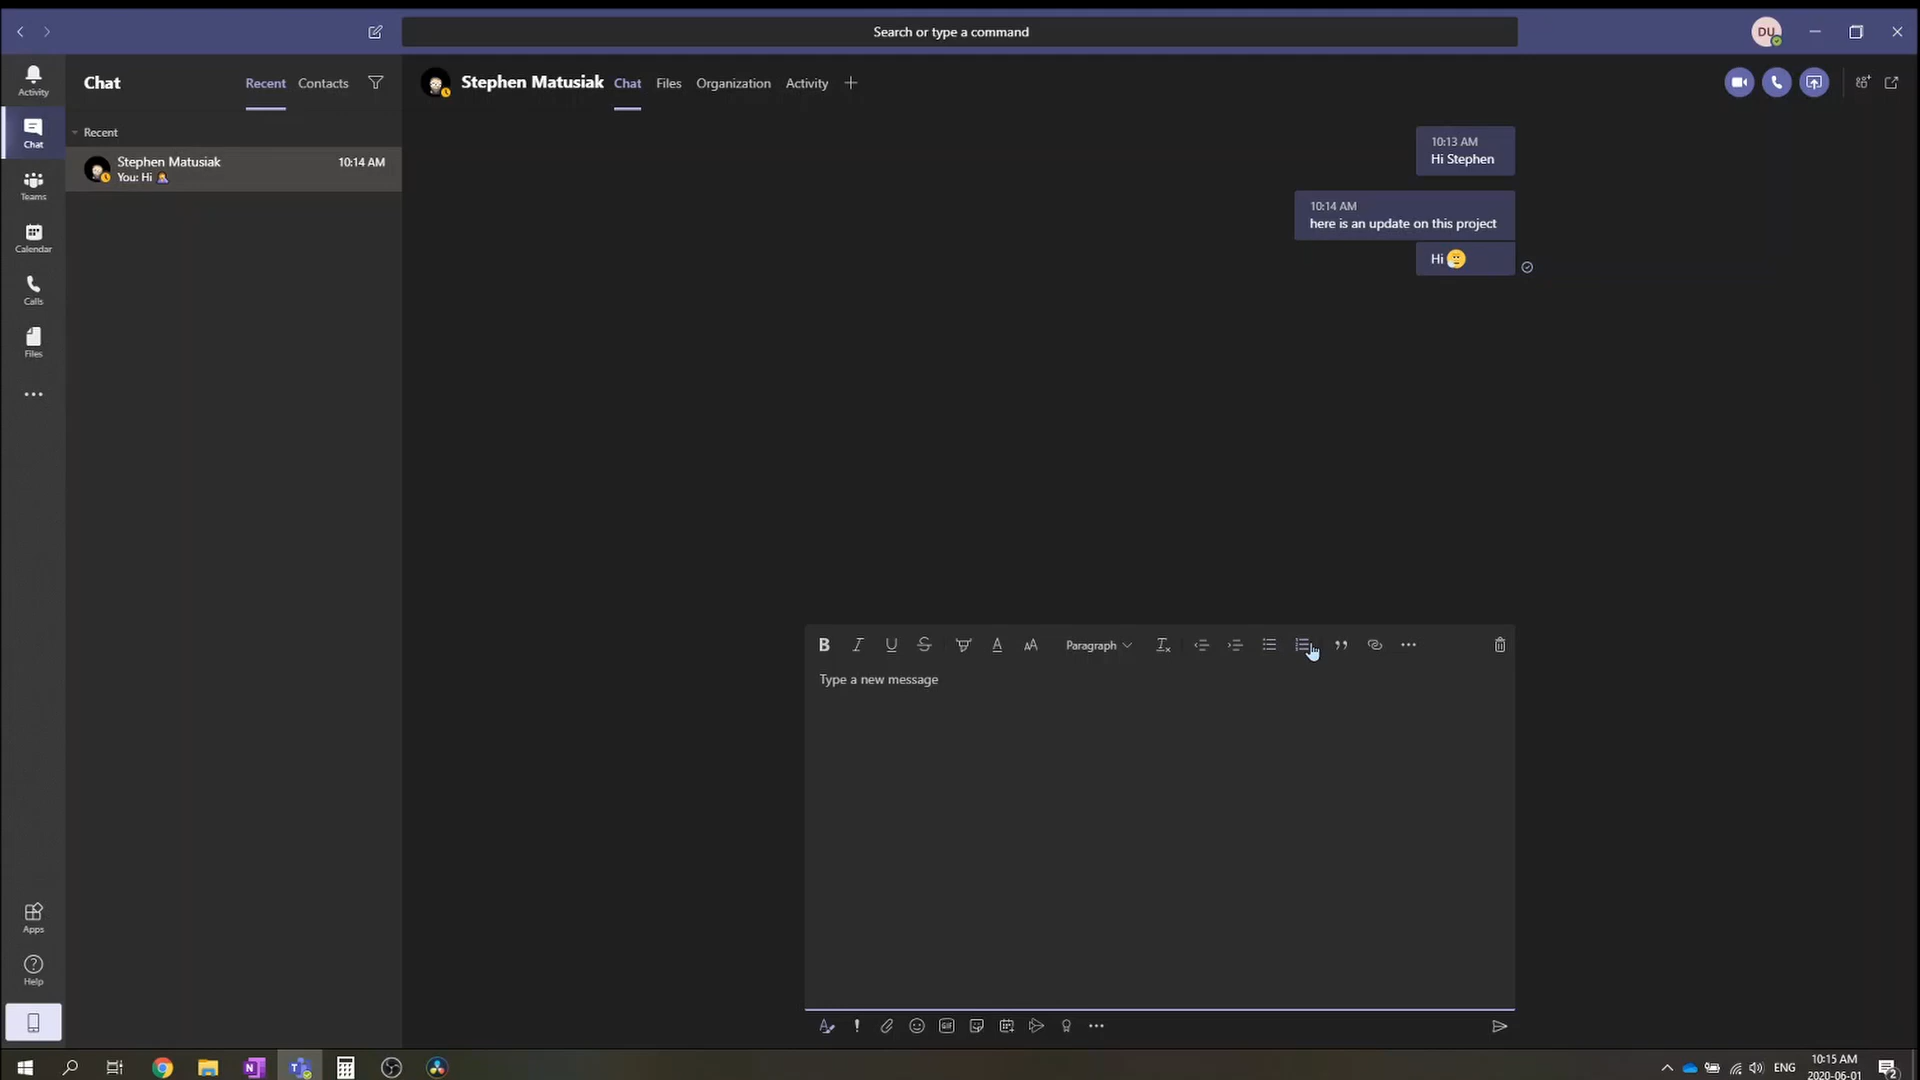 Search or type a command
DU
Activity
Chat
Teams
Calendar
Calls
Files
Apps
Help
Chat
Recent
Contacts
Recent
Stephen Matusiak
10:14 AM
You: Hi
Stephen Matusiak
Chat
Files
Organization
Activity
10:13 AM
Hi Stephen
10:14 AM
here is an update on this project
Hi
B
I
U
S
A
AA
Paragraph
Type a new message
GIF
ENG
10:15 AM
2020-06-01
2